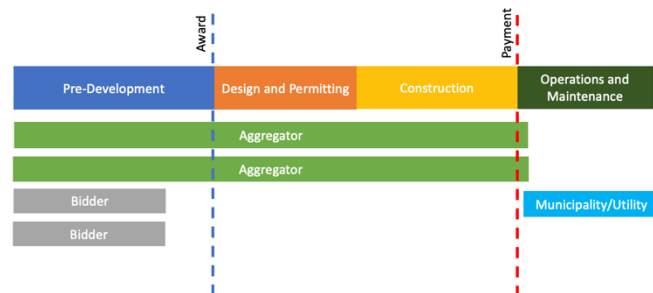 Award
Payment
Pre-Development
Design and Permitting
Construction
Operations and
Maintenance
Aggregator
Aggregator
Bidder
Municipality/Utility
Bidder